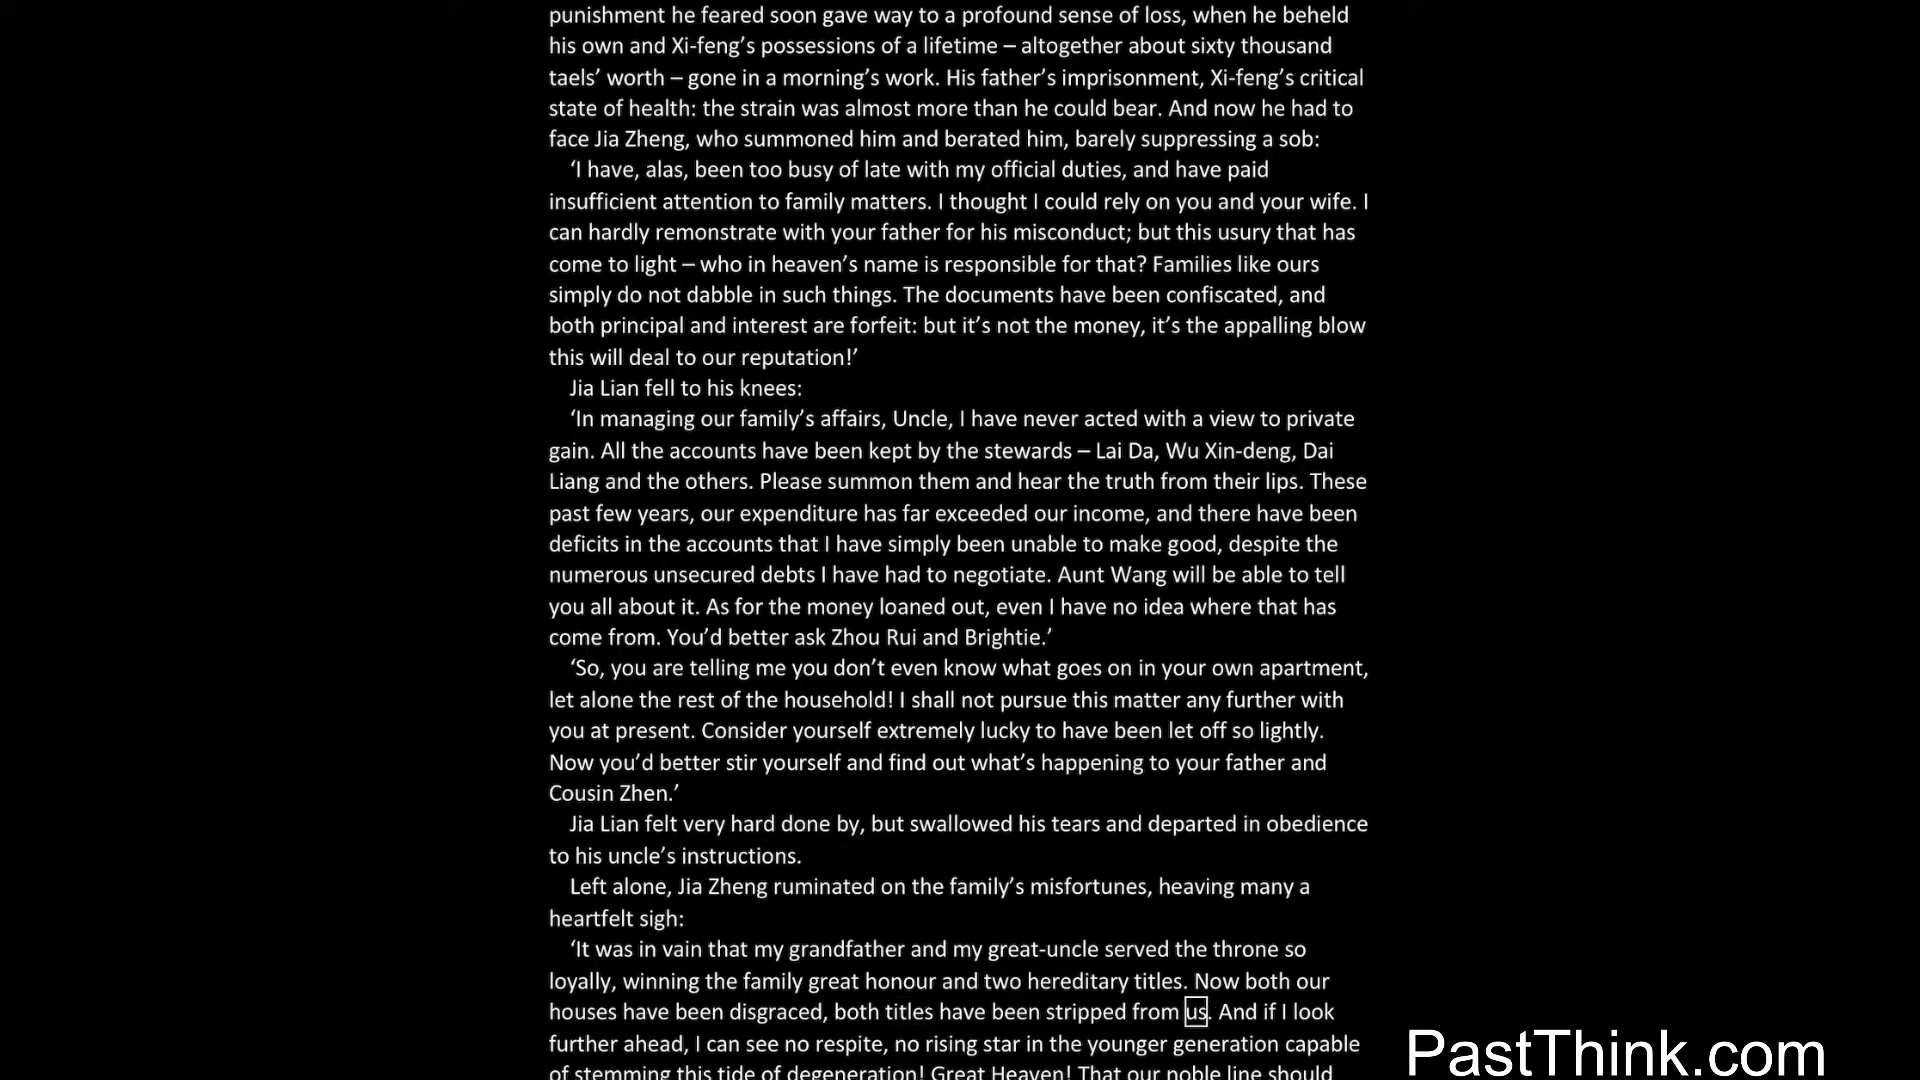 punishment he feared soon gave way to a profound sense of loss, when he beheld
his own and Xi-feng’s possessions of a lifetime – altogether about sixty thousand
taels’ worth – gone in a morning’s work. His father’s imprisonment, Xi-feng’s critical
state of health: the strain was almost more than he could bear. And now he had to
face Jia Zheng, who summoned him and berated him, barely suppressing a sob:
‘I have, alas, been too busy of late with my official duties, and have paid
insufficient attention to family matters. I thought I could rely on you and your wife. I
can hardly remonstrate with your father for his misconduct; but this usury that has
come to light – who in heaven’s name is responsible for that? Families like ours
simply do not dabble in such things. The documents have been confiscated, and
both principal and interest are forfeit: but it’s not the money, it’s the appalling blow
this will deal to our reputation!’
Jia Lian fell to his knees:
‘In managing our family’s affairs, Uncle, I have never acted with a view to private
gain. All the accounts have been kept by the stewards – Lai Da, Wu Xin-deng, Dai
Liang and the others. Please summon them and hear the truth from their lips. These
past few years, our expenditure has far exceeded our income, and there have been
deficits in the accounts that I have simply been unable to make good, despite the
numerous unsecured debts I have had to negotiate. Aunt Wang will be able to tell
you all about it. As for the money loaned out, even I have no idea where that has
come from. You’d better ask Zhou Rui and Brightie.’
‘So, you are telling me you don’t even know what goes on in your own apartment,
let alone the rest of the household! I shall not pursue this matter any further with
you at present. Consider yourself extremely lucky to have been let off so lightly.
Now you’d better stir yourself and find out what’s happening to your father and
Cousin Zhen.’
Jia Lian felt very hard done by, but swallowed his tears and departed in obedience
to his uncle’s instructions.
Left alone, Jia Zheng ruminated on the family’s misfortunes, heaving many a
heartfelt sigh:
‘It was in vain that my grandfather and my great-uncle served the throne so
loyally, winning the family great honour and two hereditary titles. Now both our
houses have been disgraced, both titles have been stripped from us. And if I look
further ahead, I can see no respite, no rising star in the younger generation capable
of stemming this tide of degeneration! Great Heaven! That our noble line should
PastThink.com